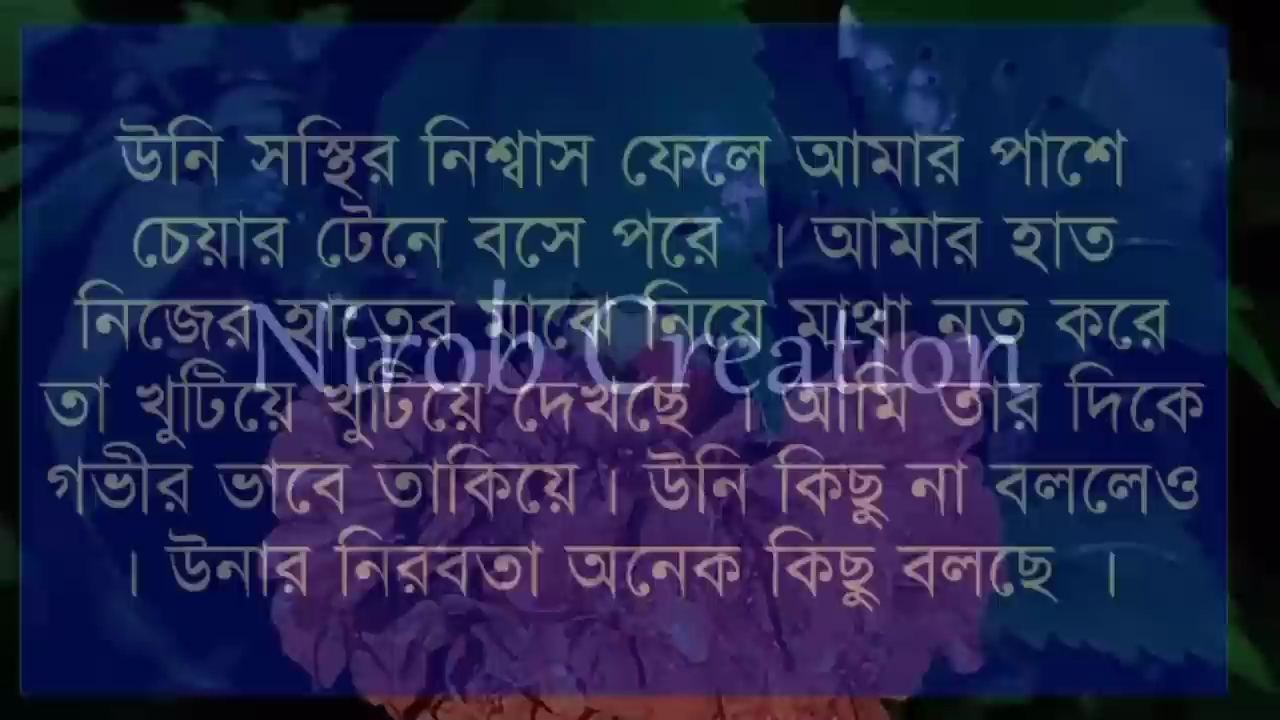 উনি সস্থির নিশ্বাস ফেলে আমার পাশে
চেয়ার টেনে বসে পরে । আমার হাত
নিজের হাতের মাঝে নিয়ে মাথা নত করে
Nirob Creation
তা খুটিয়ে খুটিয়ে দেখছে । আমি তার দিকে
গভীর ভাবে তাকিয়ে । উনি কিছু না বললেও
। উনার নিরবতা অনেক কিছু বলছে ।